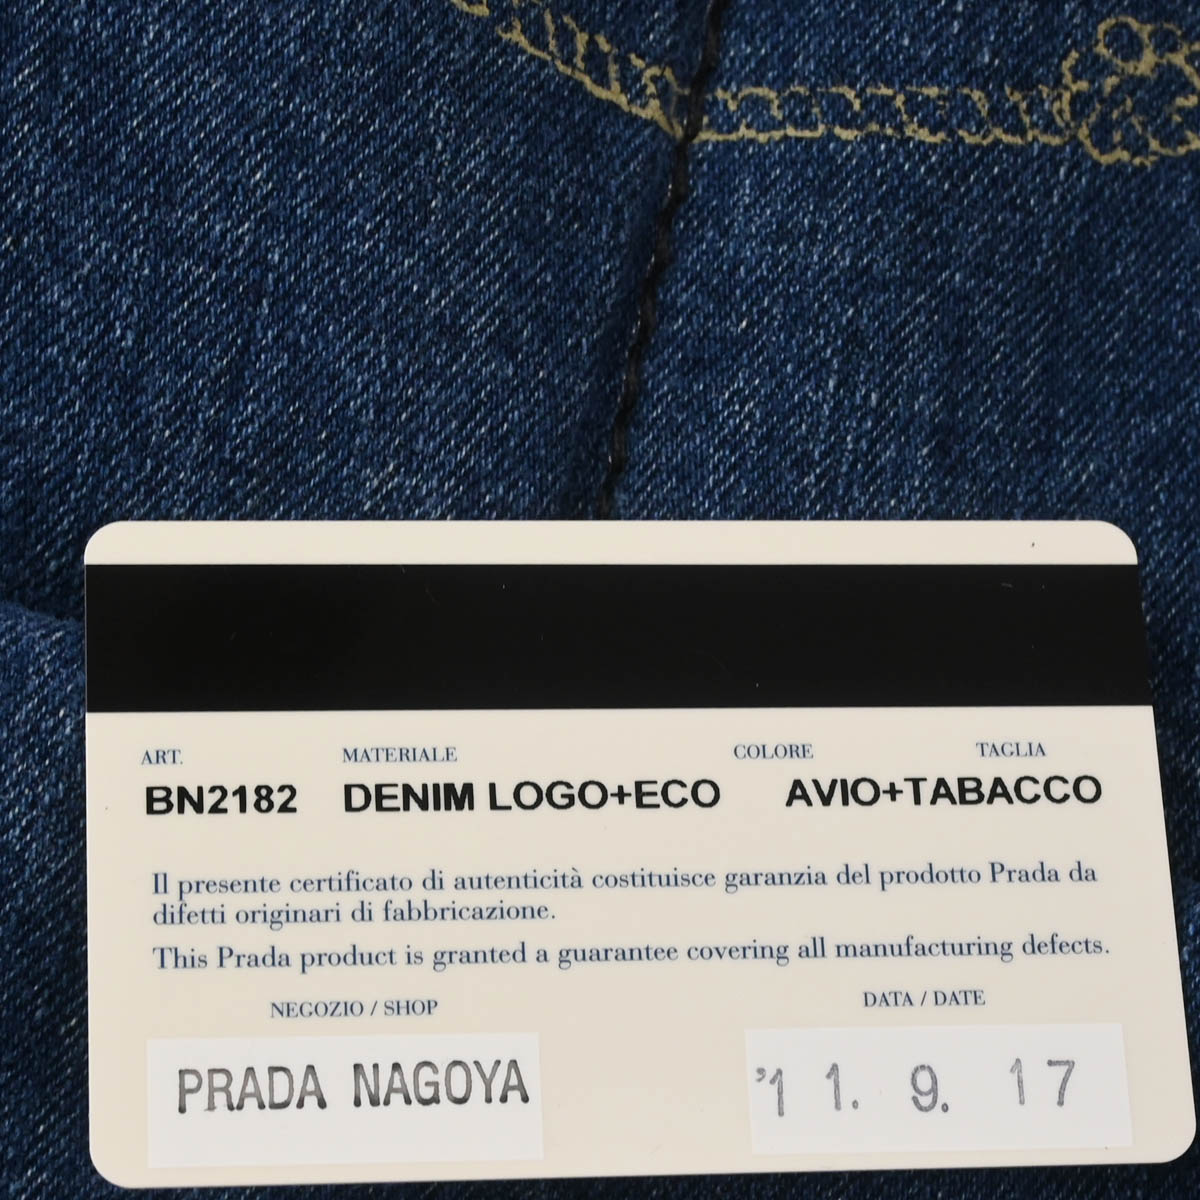 ART. MATERIALE COLORE TAGLIA
BN2182 DENIM LOGO+ECO AVIO+TABACCO
Il presente certificato di autenticità costituisce garanzia del prodotto Prada da
difetti originari di fabbricazione.
This Prada product is granted a guarantee covering all manufacturing defects.
NEGOZIO / SHOP DATA / DATE
PRADA NAGOYA '11. 9. 17